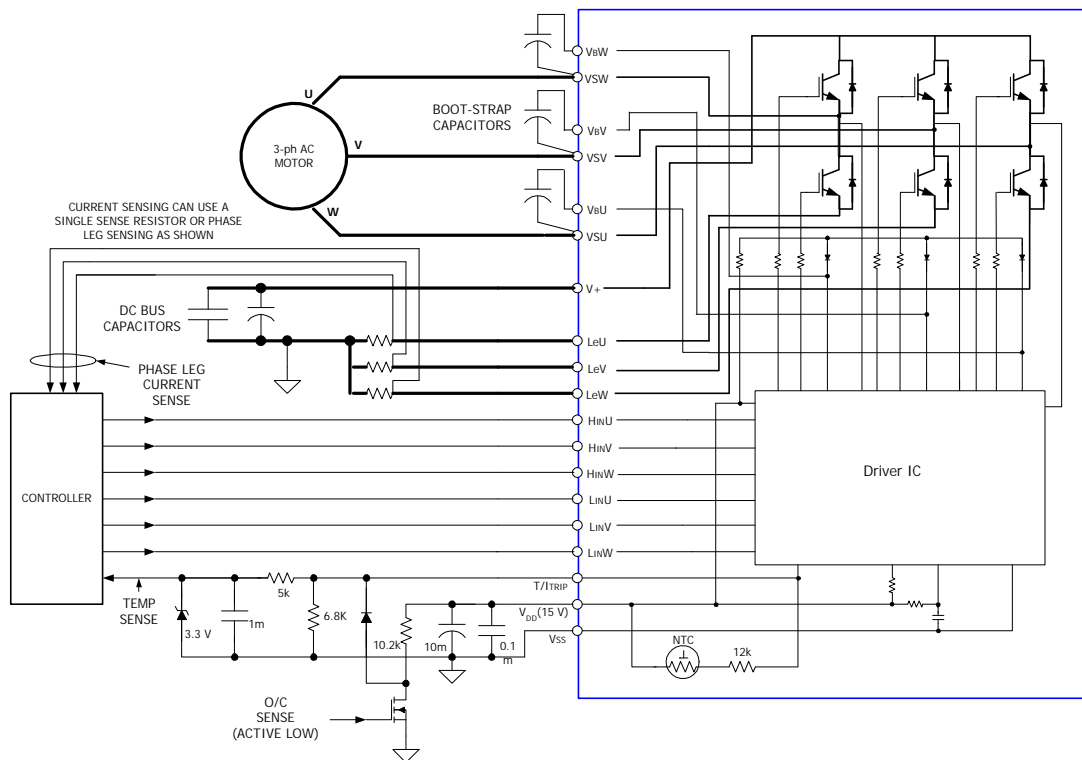 VBW
U
VSW
BOOT-STRAP
CAPACITORS
VBV
3-ph AC
MOTOR
V
VSV
CURRENT SENSING CAN USE A
SINGLE SENSE RESISTOR OR PHASE
LEG SENSING AS SHOWN
W
VBU
VSU
V+
DC BUS
CAPACITORS
LeU
PHASE LEG
CURRENT
SENSE
LeV
LeW
HINU
HINV
HINW
LINU
LINV
LINW
CONTROLLER
Driver IC
T/ITRIP
TEMP
SENSE
5k
VDD(15 V)
3.3 V
1m
6.8K
10.2k
10m
0.1
m
VSS
NTC
12k
O/C
SENSE
(ACTIVE LOW)